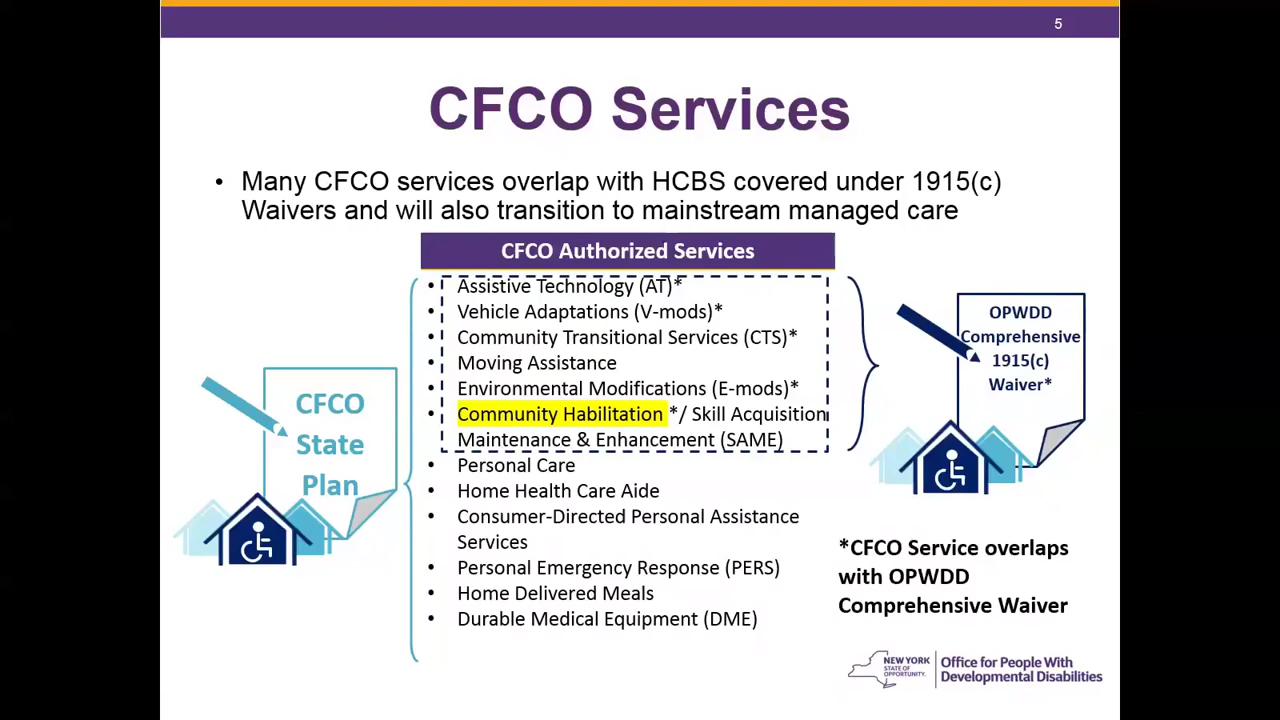 5
CFCO Services
• Many CFCO services overlap with HCBS covered under 1915(c)
Waivers and will also transition to mainstream managed care
CFCO Authorized Services
• Assistive Technology (AT)*
• Vehicle Adaptations (V-mods)*
• Community Transitional Services (CTS)*
• Moving Assistance
• Environmental Modifications (E-mods)*
• Community Habilitation */ Skill Acquisition
Maintenance & Enhancement (SAME)
• Personal Care
• Home Health Care Aide
• Consumer-Directed Personal Assistance
Services
• Personal Emergency Response (PERS)
• Home Delivered Meals
• Durable Medical Equipment (DME)
CFCO
State
Plan
OPWDD
Comprehensive
1915(c)
Waiver*
*CFCO Service overlaps
with OPWDD
Comprehensive Waiver
NEW YORK
STATE OF
OPPORTUNITY.
Office for People With
Developmental Disabilities